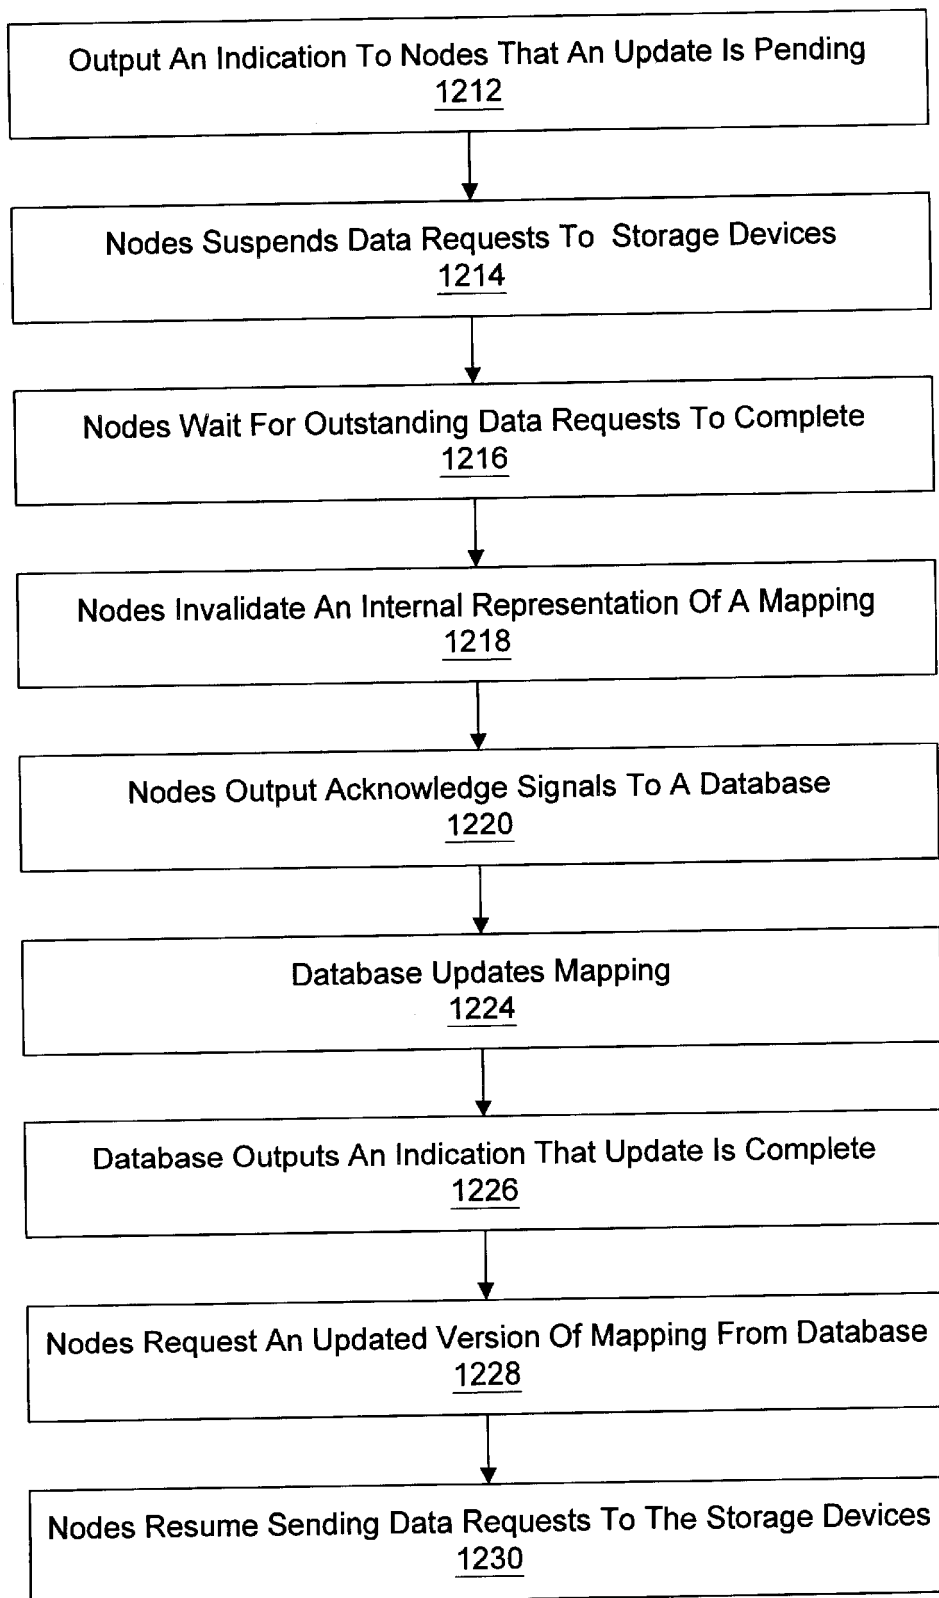 Output An Indication To Nodes That An Update Is Pending
1212
Nodes Suspends Data Requests To Storage Devices
1214
Nodes Wait For Outstanding Data Requests To Complete
1216
Nodes Invalidate An Internal Representation Of A Mapping
1218
Nodes Output Acknowledge Signals To A Database
1220
Database Updates Mapping
1224
Database Outputs An Indication That Update Is Complete
1226
Nodes Request An Updated Version Of Mapping From Database
1228
Nodes Resume Sending Data Requests To The Storage Devices
1230